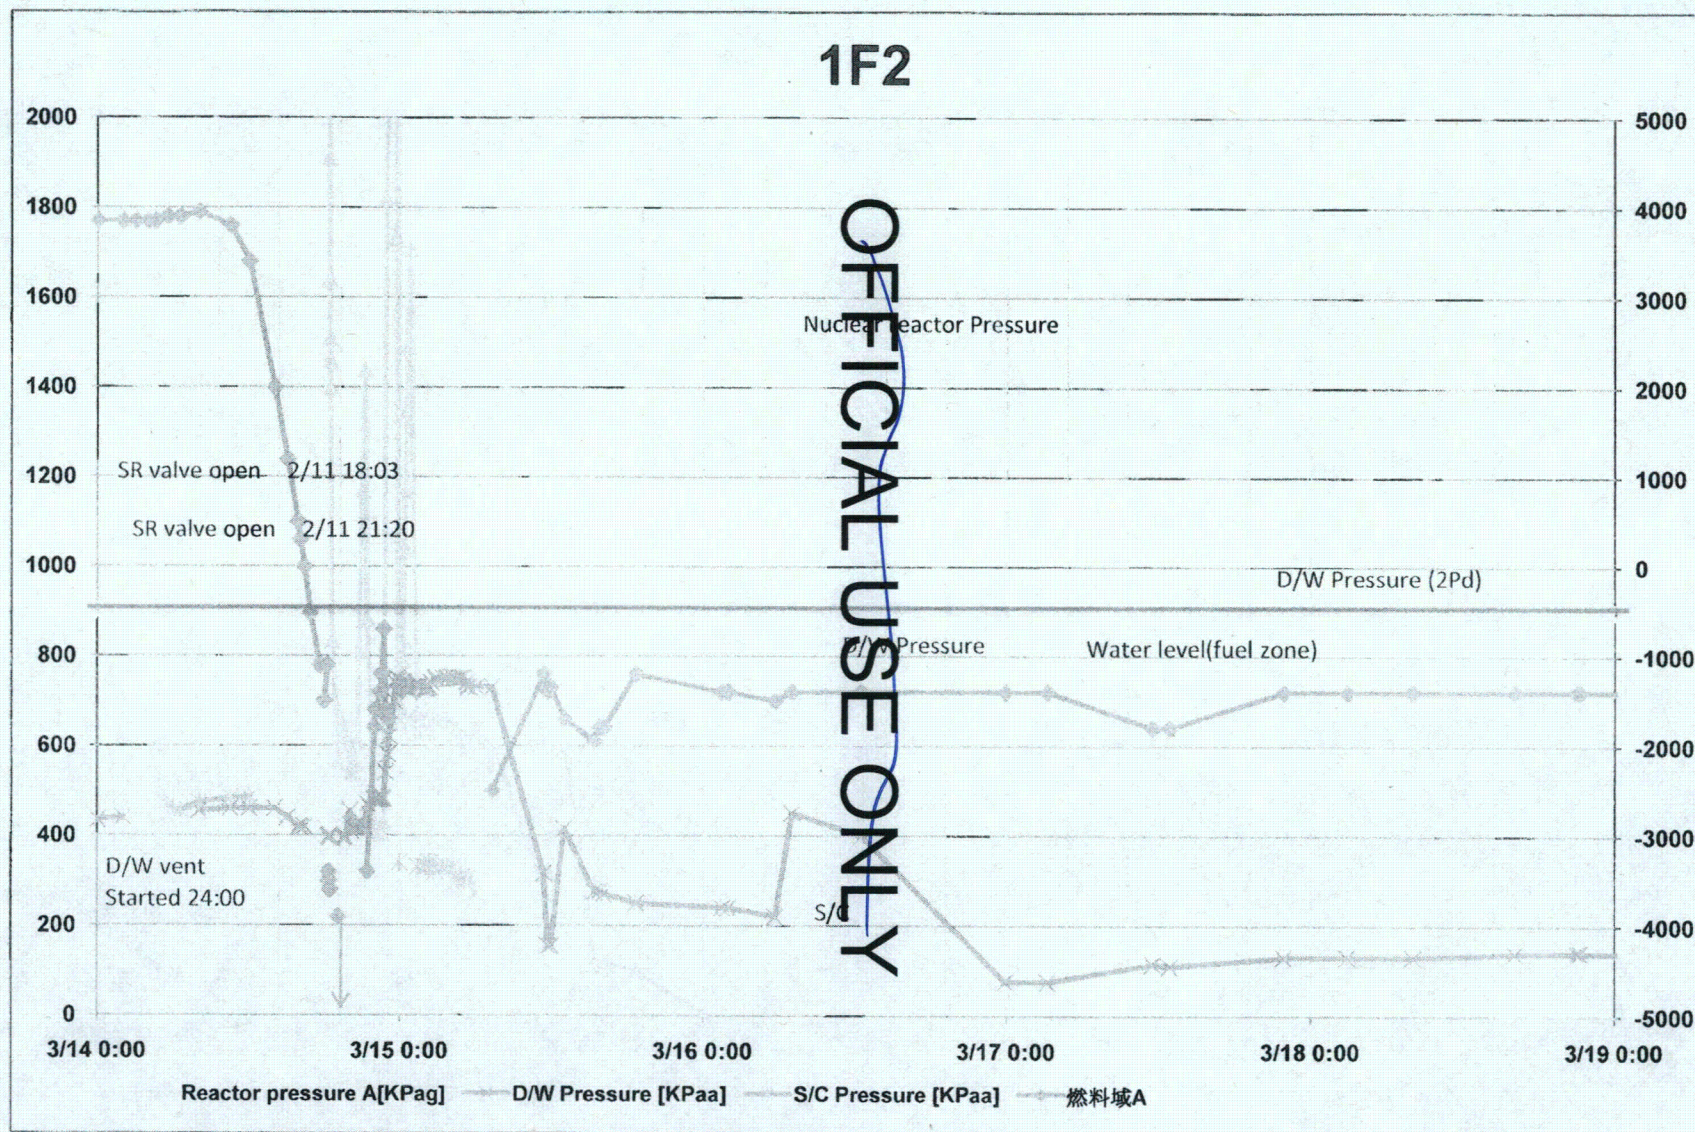 1F2
2000
1800
1600
1400
1200
1000
800
600
400
200
0
5000
4000
3000
2000
1000
0
-1000
-2000
-3000
-4000
-5000
OFFICIAL USE ONLY
Nuclear reactor Pressure
SR valve open 2/11 18:03
SR valve open 2/11 21:20
D/W Pressure (2Pd)
D/W Pressure
Water level(fuel zone)
D/W vent
Started 24:00
S/C
3/14 0:00 3/15 0:00 3/16 0:00 3/17 0:00 3/18 0:00 3/19 0:00
Reactor pressure A[KPag] D/W Pressure [KPaa] S/C Pressure [KPaa] 燃料域A